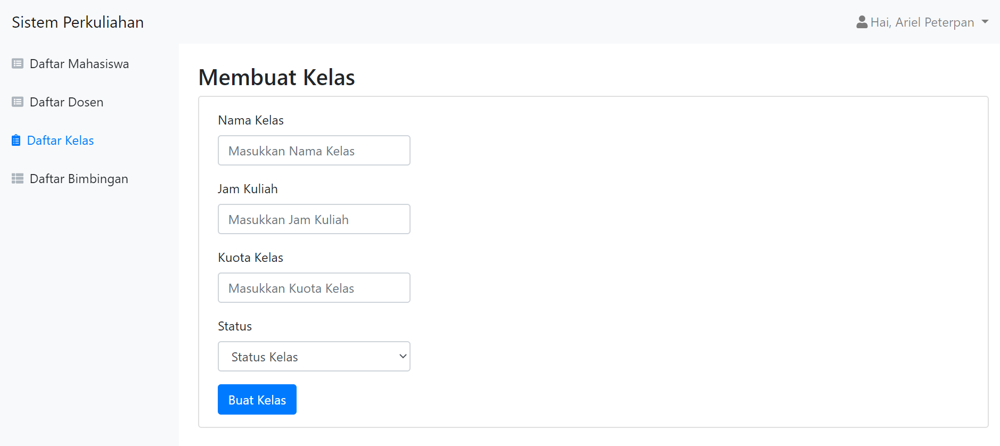 Sistem Perkuliahan
Hai, Ariel Peterpan
Daftar Mahasiswa
Daftar Dosen
Daftar Kelas
Daftar Bimbingan
Membuat Kelas
Nama Kelas
Masukkan Nama Kelas
Jam Kuliah
Masukkan Jam Kuliah
Kuota Kelas
Masukkan Kuota Kelas
Status
Status Kelas
Buat Kelas